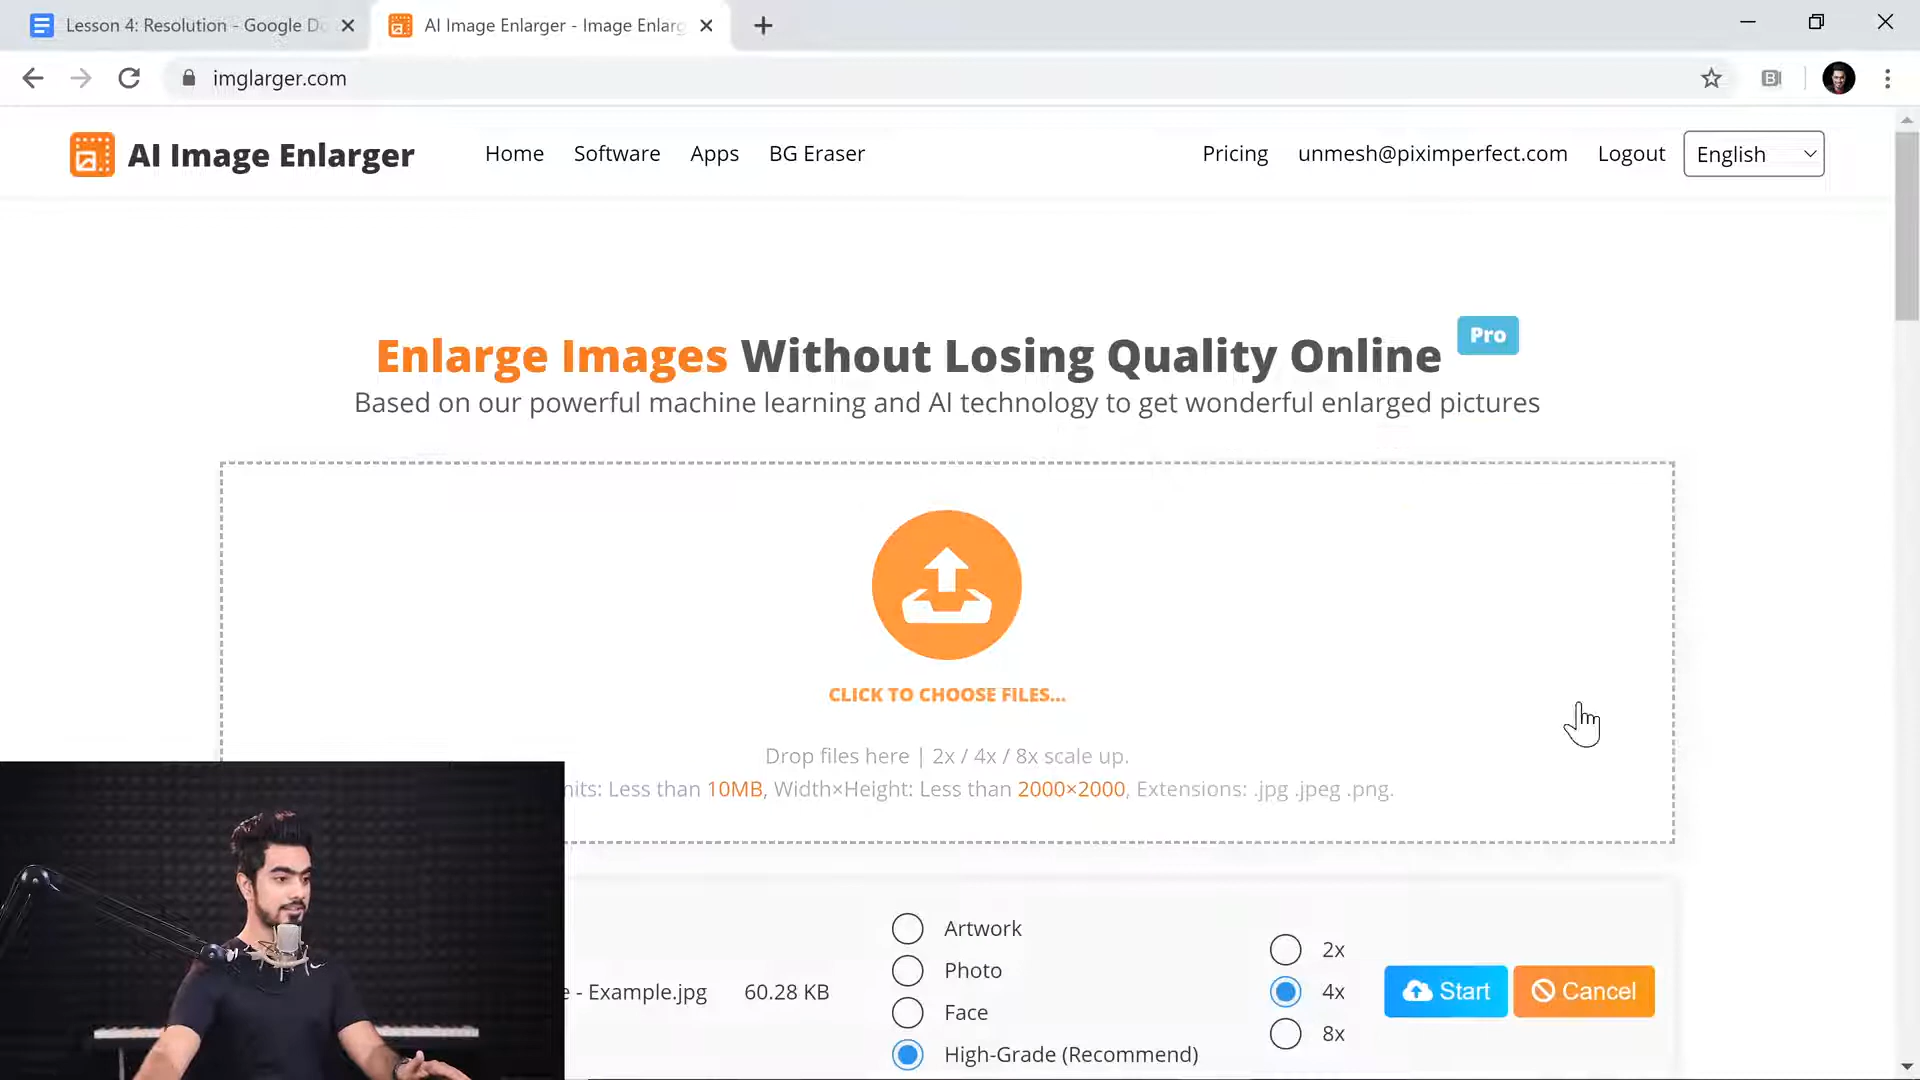 Lesson 4: Resolution - Google Do
AI Image Enlarger - Image Enlarg
imglarger.com
AI Image Enlarger
Home
Software
Apps
BG Eraser
Pricing
unmesh@piximperfect.com
Logout
English
Enlarge Images Without Losing Quality Online
Pro
Based on our powerful machine learning and AI technology to get wonderful enlarged pictures
CLICK TO CHOOSE FILES...
Drop files here | 2x / 4x / 8x scale up.
mits: Less than 10MB, Width×Height: Less than 2000×2000, Extensions: .jpg .jpeg .png.
e - Example.jpg
60.28 KB
Artwork
Photo
Face
High-Grade (Recommend)
2x
4x
8x
Start
Cancel